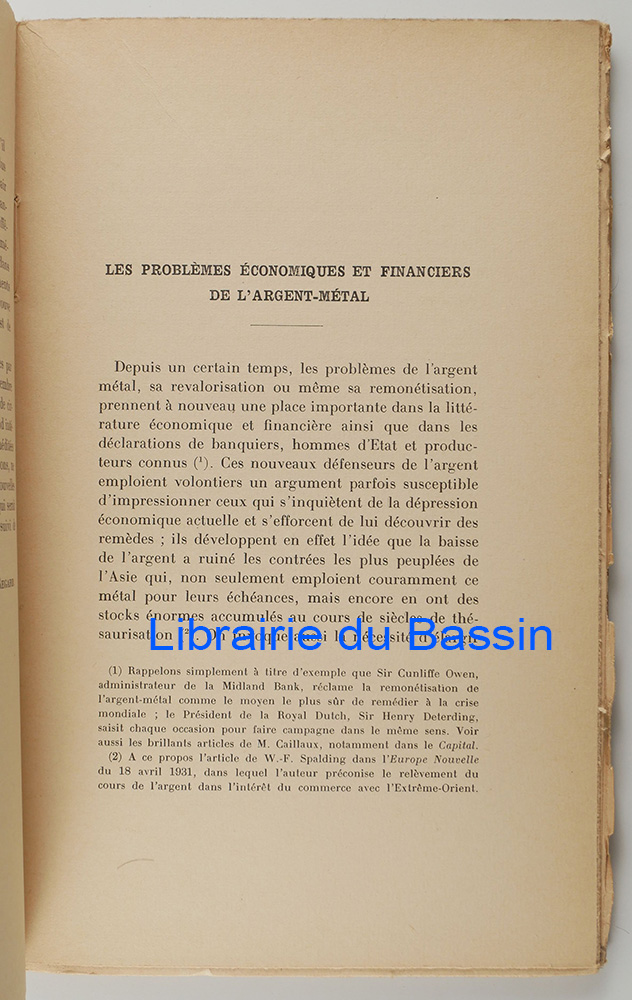 LES PROBLÈMES ÉCONOMIQUES ET FINANCIERS
DE L'ARGENT-MÉTAL
Depuis un certain temps, les problèmes de l'argent
métal, sa revalorisation ou même sa remonétisation,
prennent à nouveau une place importante dans la litté-
rature économique et financière ainsi que dans les
déclarations de banquiers, hommes d'Etat et produc-
teurs connus (1). Ces nouveaux défenseurs de l'argent
emploient volontiers un argument parfois susceptible
d'impressionner ceux qui s'inquiètent de la dépression
économique actuelle et s'efforcent de lui découvrir des
remèdes ; ils développent en effet l'idée que la baisse
de l'argent a ruiné les contrées les plus peuplées de
l'Asie qui, non seulement emploient couramment ce
métal pour leurs échéances, mais encore en ont des
stocks énormes accumulés au cours de siècles de thé-
saurisation (2). On invoque aussi la nécessité d'élargir
Librairie du Bassin
(1) Rappelons simplement à titre d'exemple que Sir Cunliffe Owen,
administrateur de la Midland Bank, réclame la remonétisation de
l'argent-métal comme le moyen le plus sûr de remédier à la crise
mondiale ; le Président de la Royal Dutch, Sir Henry Deterding,
saisit chaque occasion pour faire campagne dans le même sens. Voir
aussi les brillants articles de M. Caillaux, notamment dans le Capital.
(2) A ce propos l'article de W.-F. Spalding dans l'Europe Nouvelle
du 18 avril 1931, dans lequel l'auteur préconise le relèvement du
cours de l'argent dans l'intérêt du commerce avec l'Extrême-Orient.